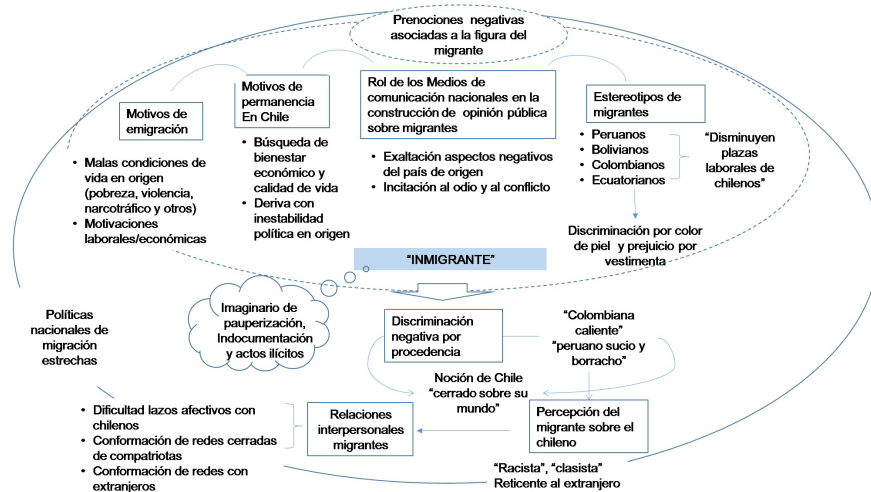 Prenociones negativas
asociadas a la figura del
migrante
Motivos de
emigración
• Malas condiciones de
vida en origen
(pobreza, violencia,
narcotráfico y otros)
• Motivaciones
laborales/económicas
Motivos de
permanencia
En Chile
• Búsqueda de
bienestar
económico y
calidad de vida
• Deriva con
inestabilidad
política en origen
Rol de los Medios de
comunicación nacionales en la
construcción de opinión pública
sobre migrantes
• Exaltación aspectos negativos
del país de origen
• Incitación al odio y al conflicto
Estereotipos de
migrantes
• Peruanos
• Bolivianos
• Colombianos
• Ecuatorianos
“Disminuyen
plazas
laborales de
chilenos”
Discriminación por color
de piel y prejuicio por
vestimenta
“INMIGRANTE”
Imaginario de
pauperización,
Indocumentación
y actos ilícitos
Políticas
nacionales de
migración
estrechas
Discriminación
negativa por
procedencia
“Colombiana
caliente”
“peruano sucio y
borracho”
Noción de Chile
“cerrado sobre su
mundo”
Percepción del
migrante sobre el
chileno
Relaciones
interpersonales
migrantes
• Dificultad lazos afectivos con
chilenos
• Conformación de redes cerradas
de compatriotas
• Conformación de redes con
extranjeros
“Racista”, “clasista”
Reticente al extranjero